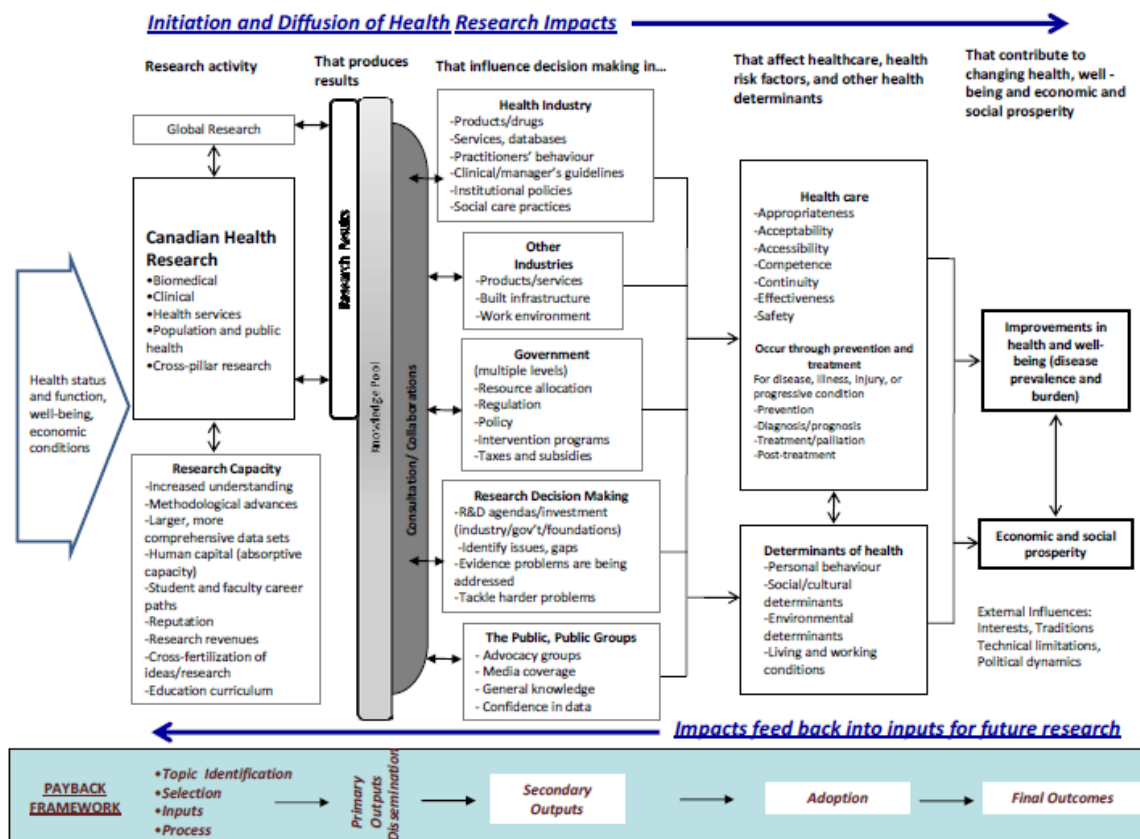 Initiation and Diffusion of Health Research Impacts
Research activity
That produces
results
That influence decision making in...
That affect healthcare, health
risk factors, and other health
determinants
That contribute to
changing health, well -
being and economic and
social prosperity
Global Research
Canadian Health
Research
•Biomedical
•Clinical
•Health services
•Population and public
health
•Cross-pillar research
Health status
and function,
well-being,
economic
conditions
Research Capacity
-Increased understanding
-Methodological advances
-Larger, more
comprehensive data sets
-Human capital (absorptive
capacity)
-Student and faculty career
paths
-Reputation
-Research revenues
-Cross-fertilization of
ideas/research
-Education curriculum
Research Results
Knowledge Pool
Consultation/ Collaborations
Health Industry
-Products/drugs
-Services, databases
-Practitioners' behaviour
-Clinical/manager's guidelines
-Institutional policies
-Social care practices
Other
Industries
-Products/services
-Built infrastructure
-Work environment
Government
(multiple levels)
-Resource allocation
-Regulation
-Policy
-Intervention programs
-Taxes and subsidies
Research Decision Making
-R&D agendas/investment
(industry/gov't/foundations)
-Identify issues, gaps
-Evidence problems are being
addressed
-Tackle harder problems
The Public, Public Groups
- Advocacy groups
- Media coverage
- General knowledge
- Confidence in data
Health care
-Appropriateness
-Acceptability
-Accessibility
-Competence
-Continuity
-Effectiveness
-Safety
Occur through prevention and
treatment
For disease, illness, injury, or
progressive condition
-Prevention
-Diagnosis/prognosis
-Treatment/palliation
-Post-treatment
Determinants of health
-Personal behaviour
-Social/cultural
determinants
-Environmental
determinants
-Living and working
conditions
Improvements in
health and well-
being (disease
prevalence and
burden)
Economic and social
prosperity
External Influences:
Interests, Traditions
Technical limitations,
Political dynamics
Impacts feed back into inputs for future research
PAYBACK
FRAMEWORK
•Topic Identification
•Selection
•Inputs
•Process
Primary
Outputs
Dissemination
Secondary
Outputs
Adoption
Final Outcomes